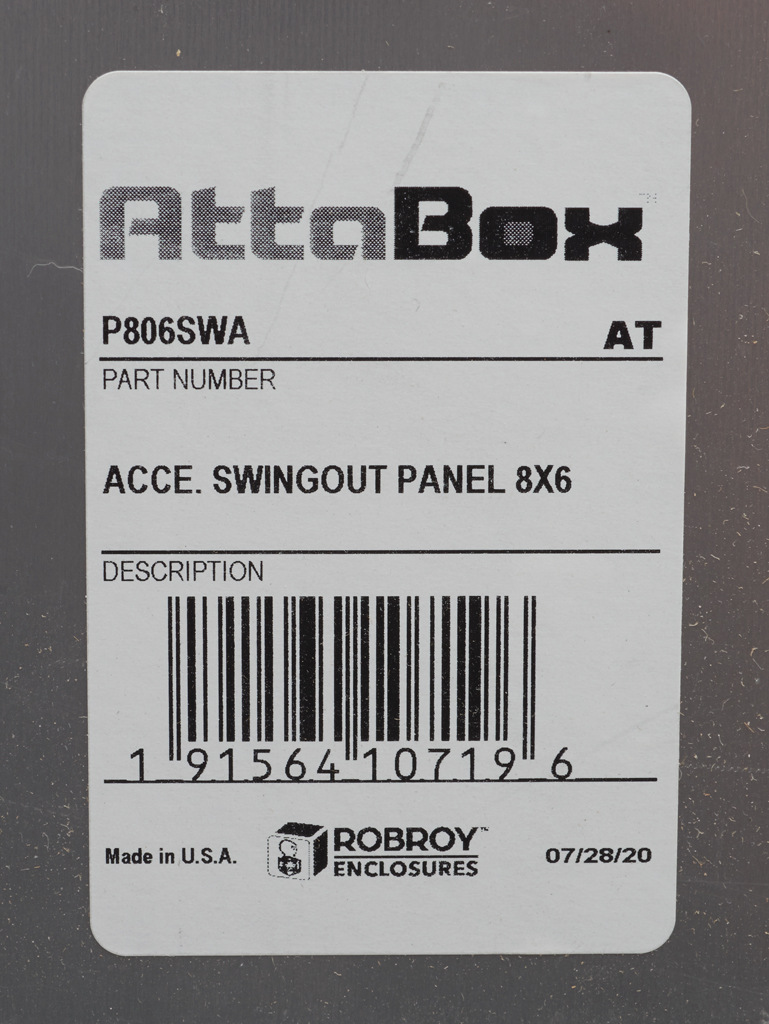 AttaBox™
P806SWA AT
PART NUMBER
ACCE. SWINGOUT PANEL 8X6
DESCRIPTION
1 91564 10719 6
Made in U.S.A. ROBROY™ 07/28/20
ENCLOSURES